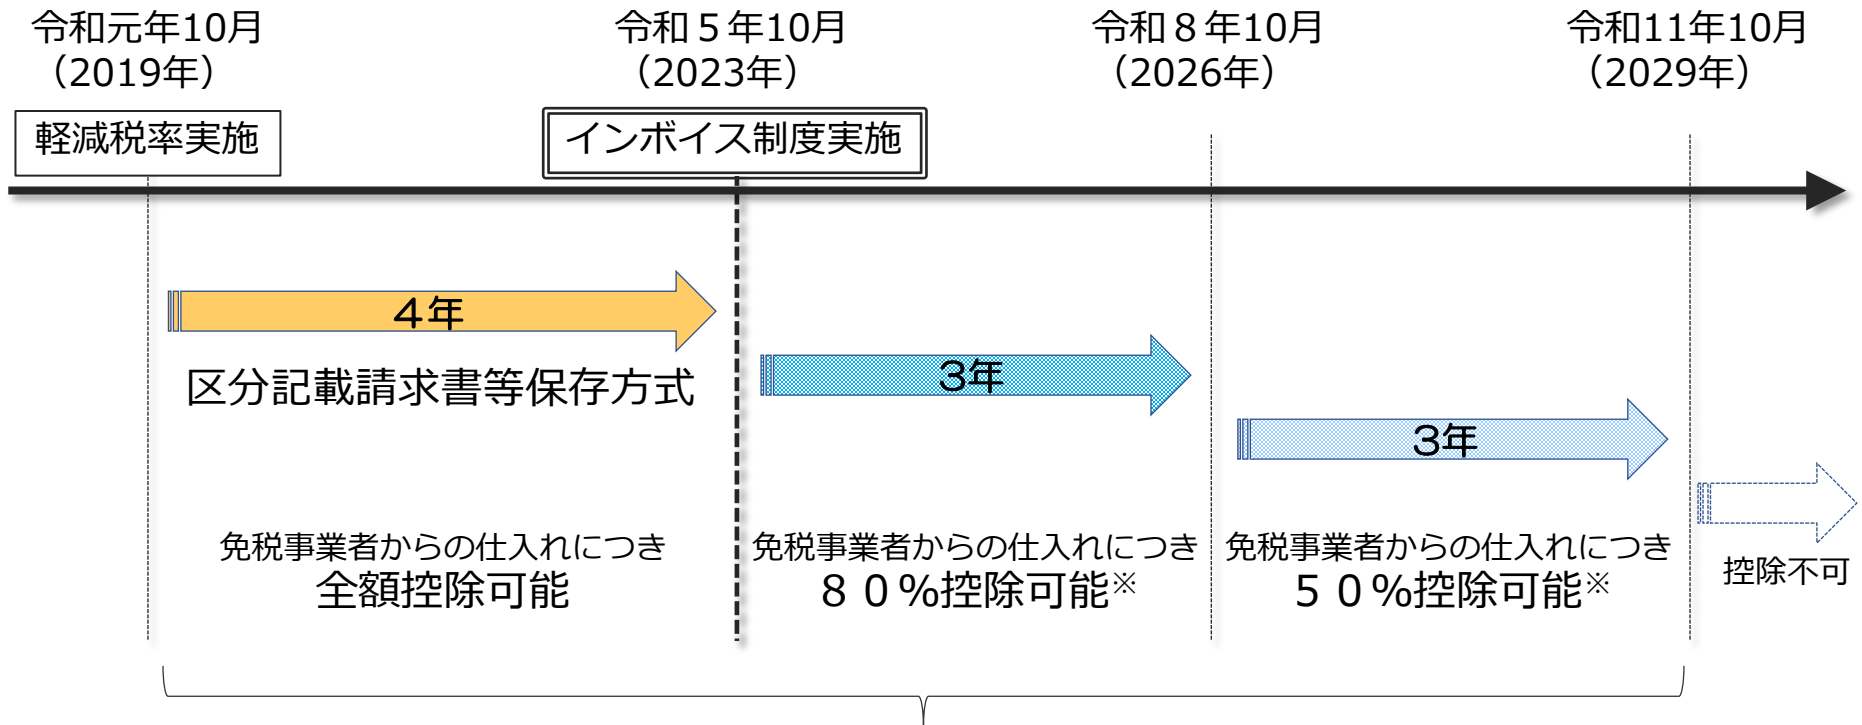 令和元年10月
（2019年）
令和５年10月
（2023年）
令和８年10月
（2026年）
令和11年10月
（2029年）
軽減税率実施
インボイス制度実施
４年
区分記載請求書等保存方式
３年
３年
免税事業者からの仕入れにつき
全額控除可能
免税事業者からの仕入れにつき
８０%控除可能※
免税事業者からの仕入れにつき
５０%控除可能※
控除不可